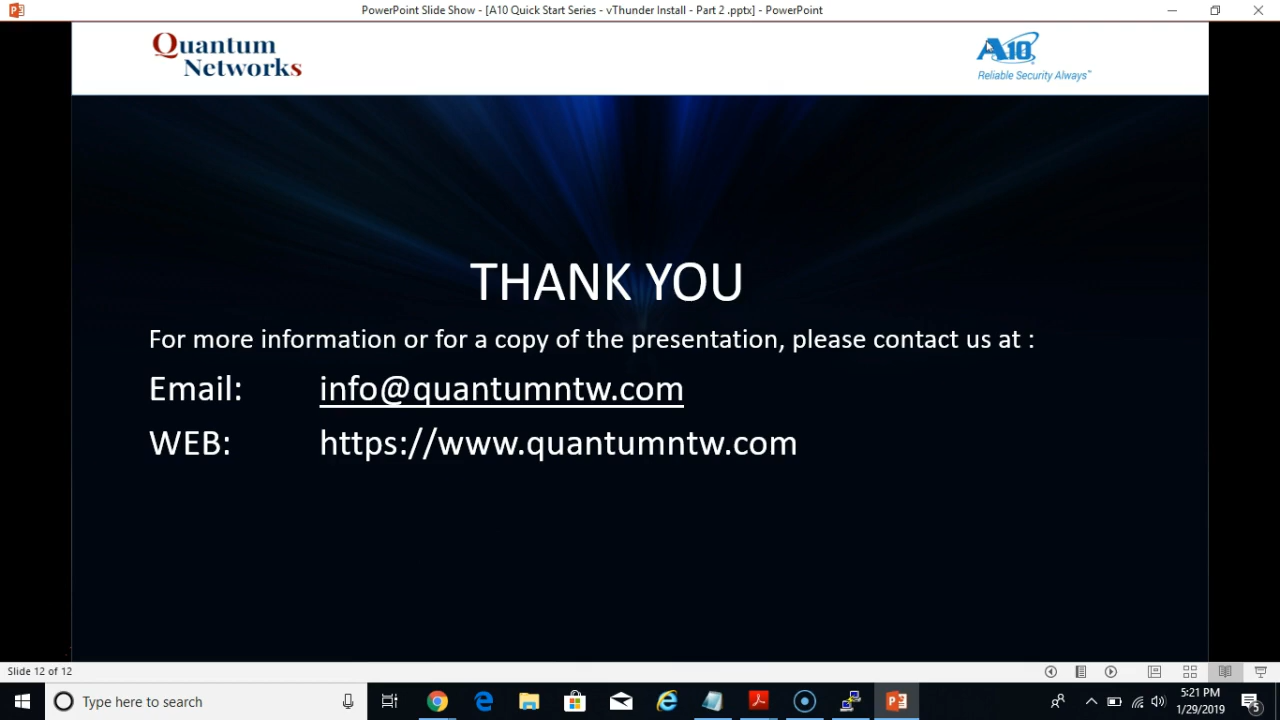 PowerPoint Slide Show - [A10 Quick Start Series - vThunder Install - Part 2 .pptx] - PowerPoint
Quantum
Networks
A10
Reliable Security Always™
THANK YOU
For more information or for a copy of the presentation, please contact us at :
Email: info@quantumntw.com
WEB: https://www.quantumntw.com
Slide 12 of 12
Type here to search
5:21 PM
1/29/2019
5